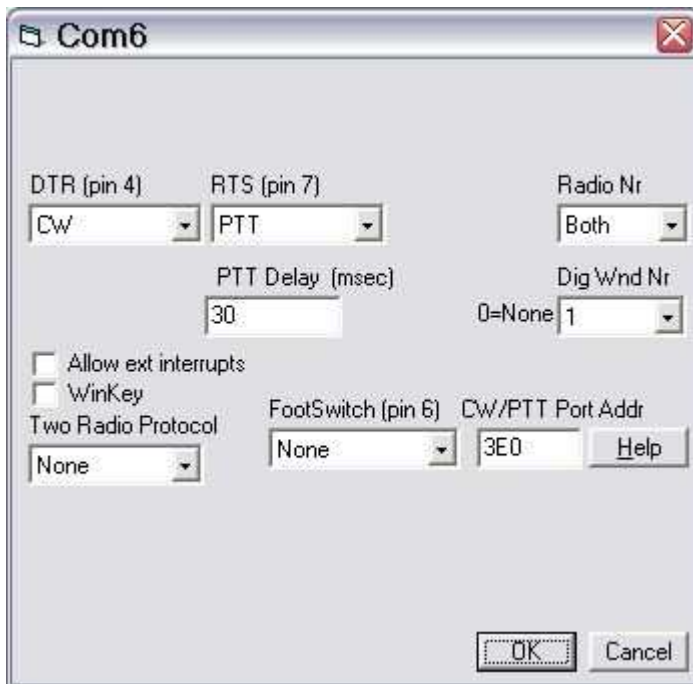 Com6
DTR (pin 4) RTS (pin 7) Radio Nr
CW PTT Both
PTT Delay (msec) Dig Wnd Nr
30 0=None 1
Allow ext interrupts
WinKey
Two Radio Protocol FootSwitch (pin 6) CW/PTT Port Addr
None None 3E0 Help
OK Cancel